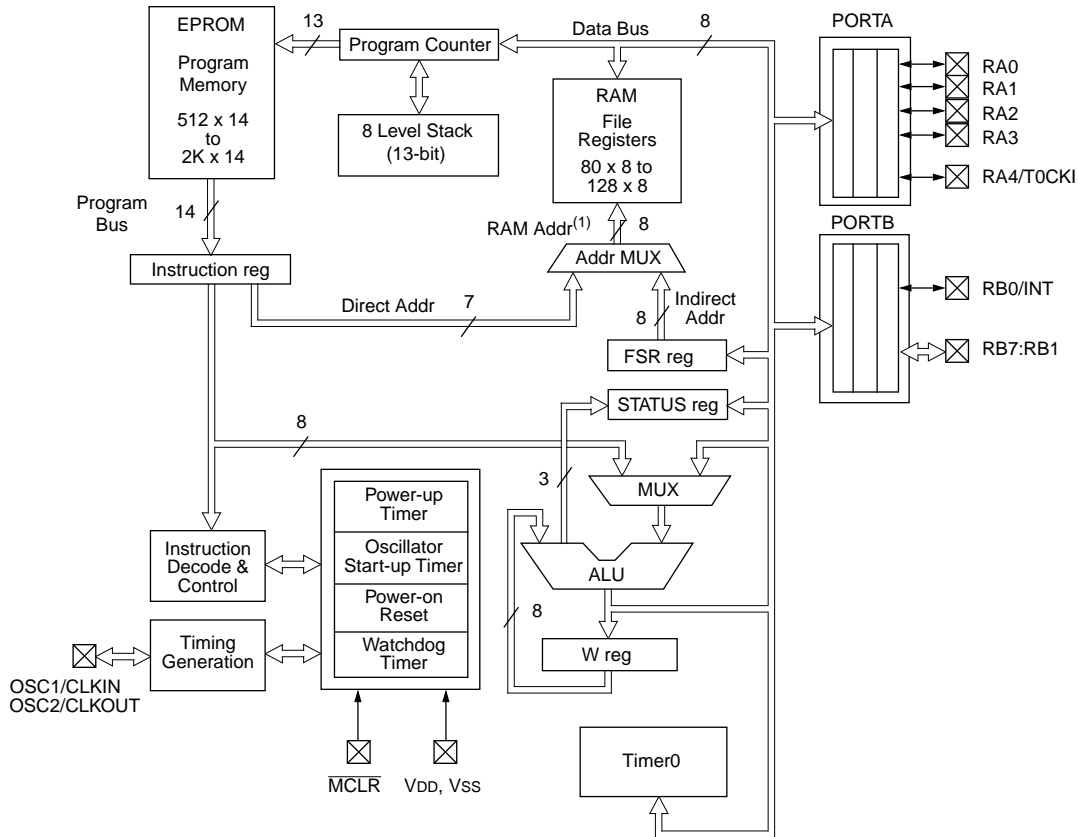 EPROM
Program
Memory
512 x 14
to
2K x 14
13
Program Counter
8 Level Stack
(13-bit)
Data Bus
8
RAM
File
Registers
80 x 8 to
128 x 8
PORTA
RA0
RA1
RA2
RA3
RA4/T0CKI
Program
Bus
14
Instruction reg
RAM Addr(1)
8
Addr MUX
Direct Addr
7
8
Indirect
Addr
FSR reg
STATUS reg
PORTB
RB0/INT
RB7:RB1
8
3
MUX
ALU
8
W reg
Power-up
Timer
Oscillator
Start-up Timer
Power-on
Reset
Watchdog
Timer
Instruction
Decode &
Control
Timing
Generation
OSC1/CLKIN
OSC2/CLKOUT
MCLR
VDD, VSS
Timer0